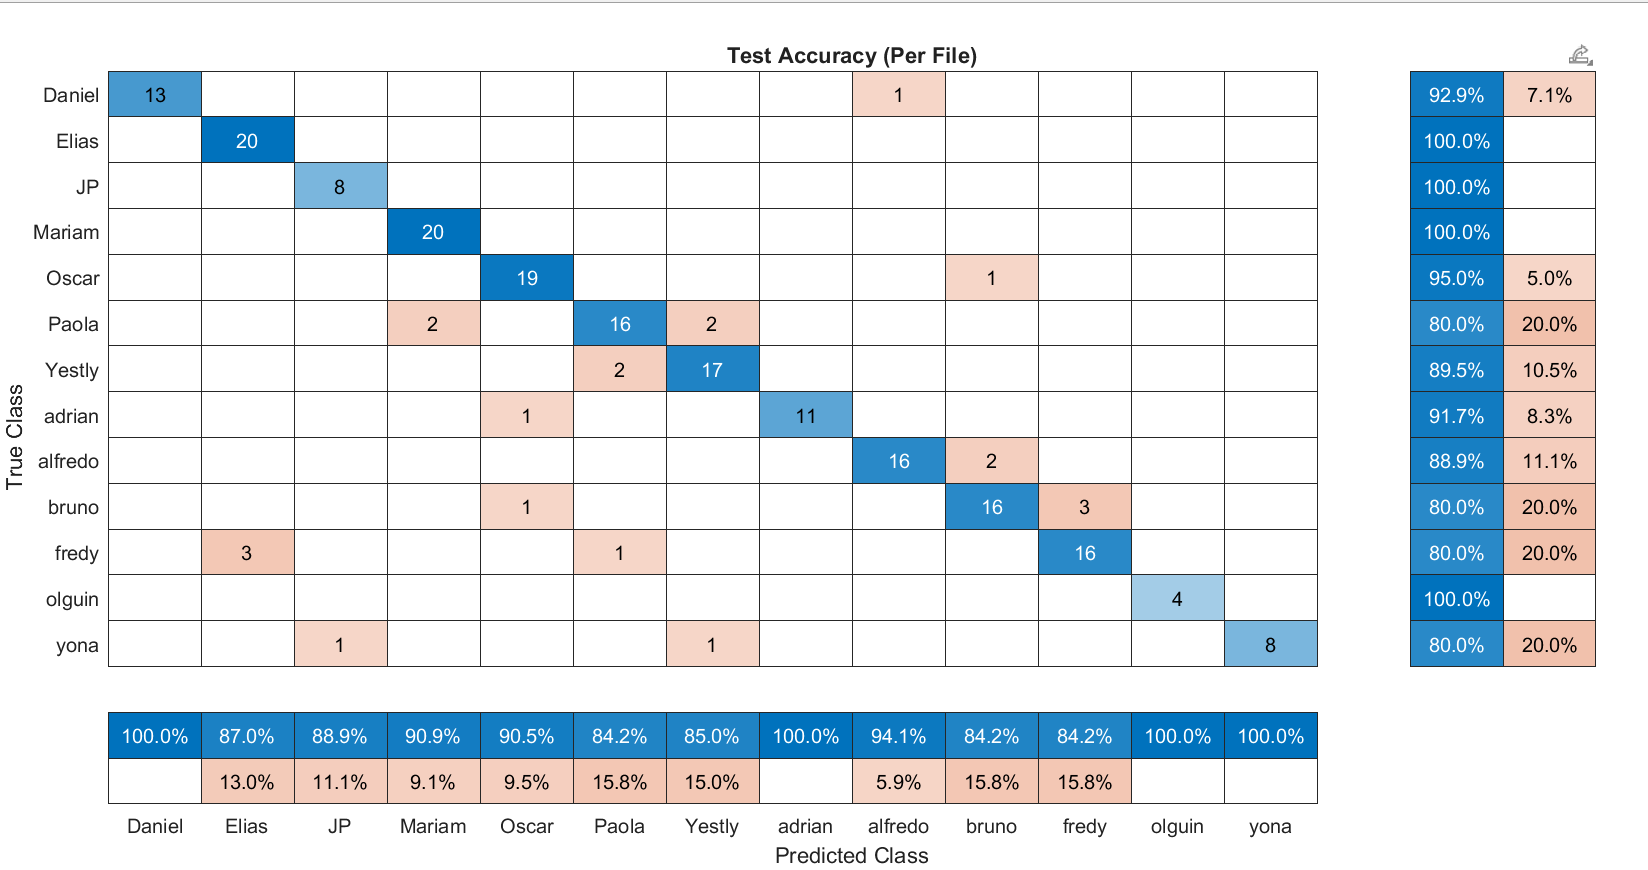 Test Accuracy (Per File)
Daniel 13 1 92.9% 7.1%
Elias 20 100.0%
JP 8 100.0%
Mariam 20 100.0%
Oscar 19 1 95.0% 5.0%
Paola 2 16 2 80.0% 20.0%
Yestly 2 17 89.5% 10.5%
adrian 1 11 91.7% 8.3%
alfredo 16 2 88.9% 11.1%
bruno 1 16 3 80.0% 20.0%
fredy 3 1 16 80.0% 20.0%
olguin 4 100.0%
yona 1 1 8 80.0% 20.0%
True Class
100.0% 87.0% 88.9% 90.9% 90.5% 84.2% 85.0% 100.0% 94.1% 84.2% 84.2% 100.0% 100.0%
13.0% 11.1% 9.1% 9.5% 15.8% 15.0% 5.9% 15.8% 15.8%
Daniel Elias JP Mariam Oscar Paola Yestly adrian alfredo bruno fredy olguin yona
Predicted Class